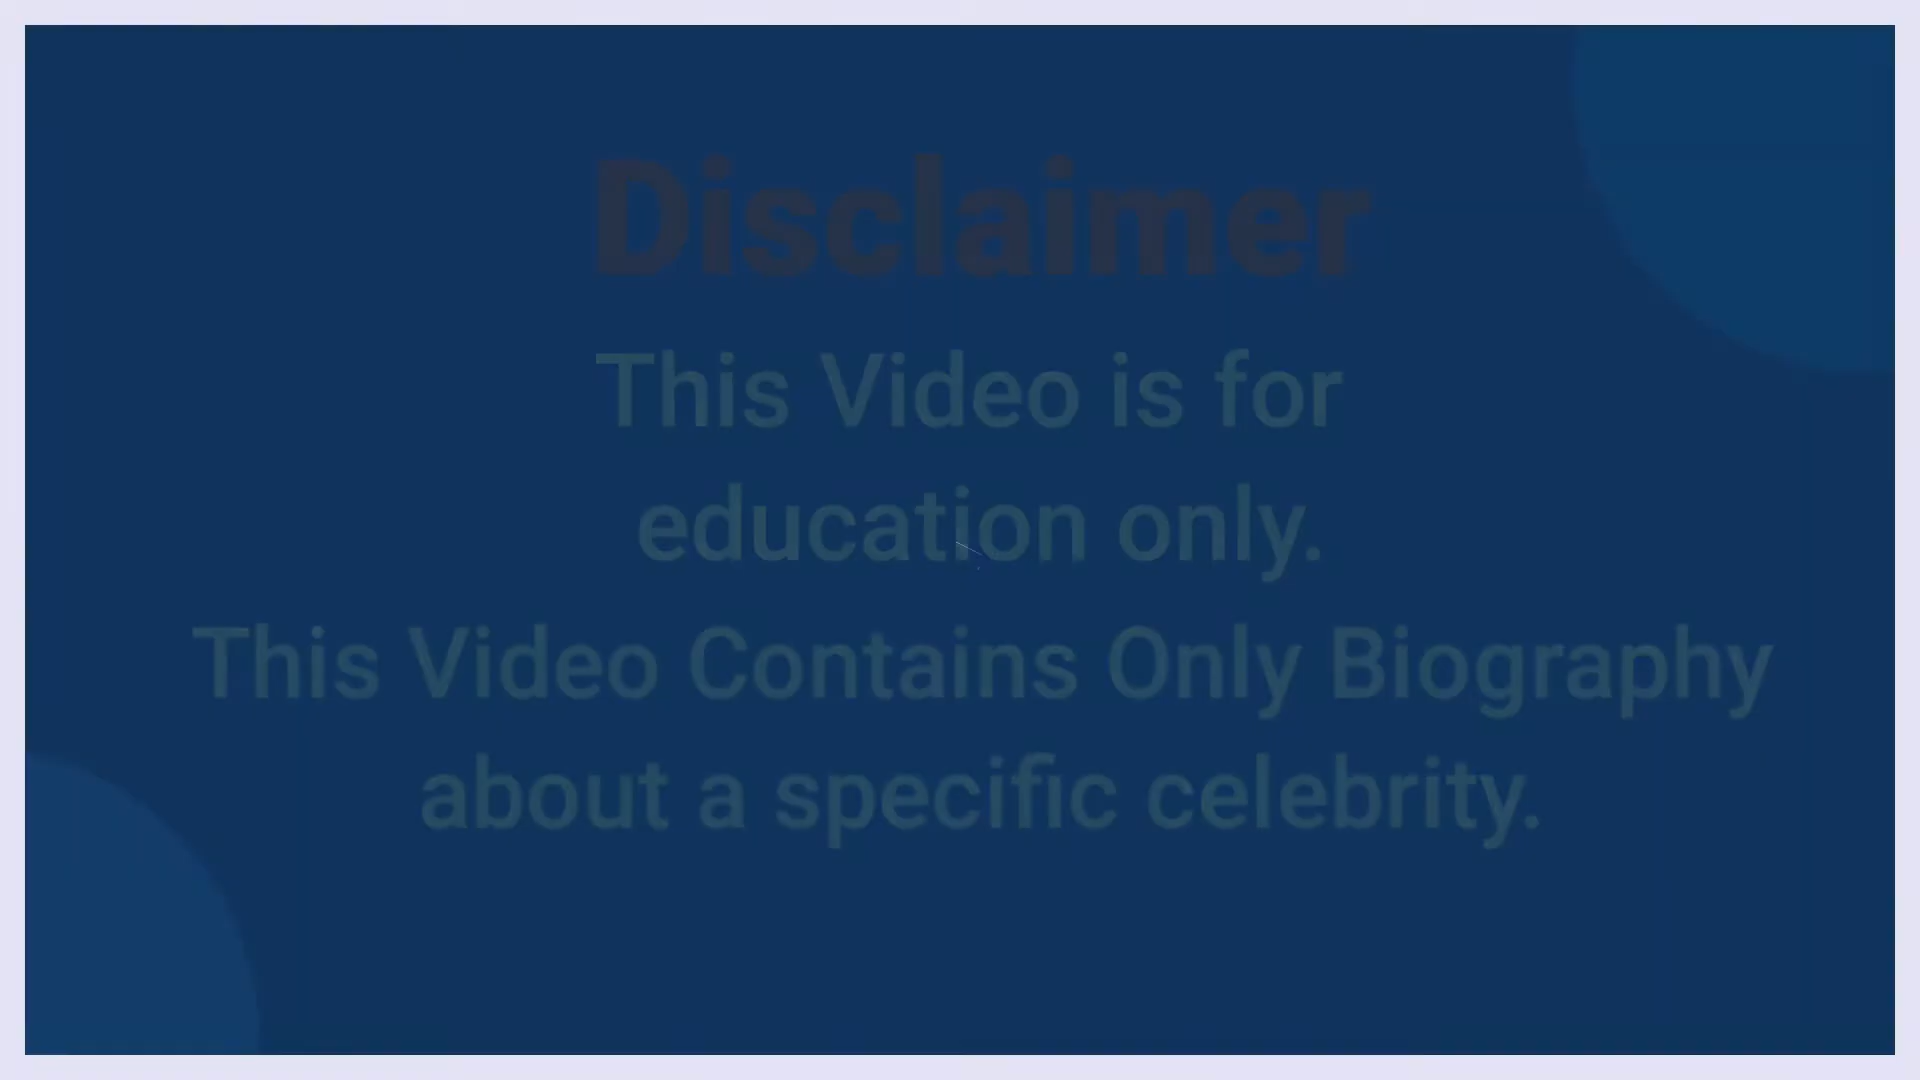 Disclaimer
This Video is for
education only.
This Video Contains Only Biography
about a specific celebrity.